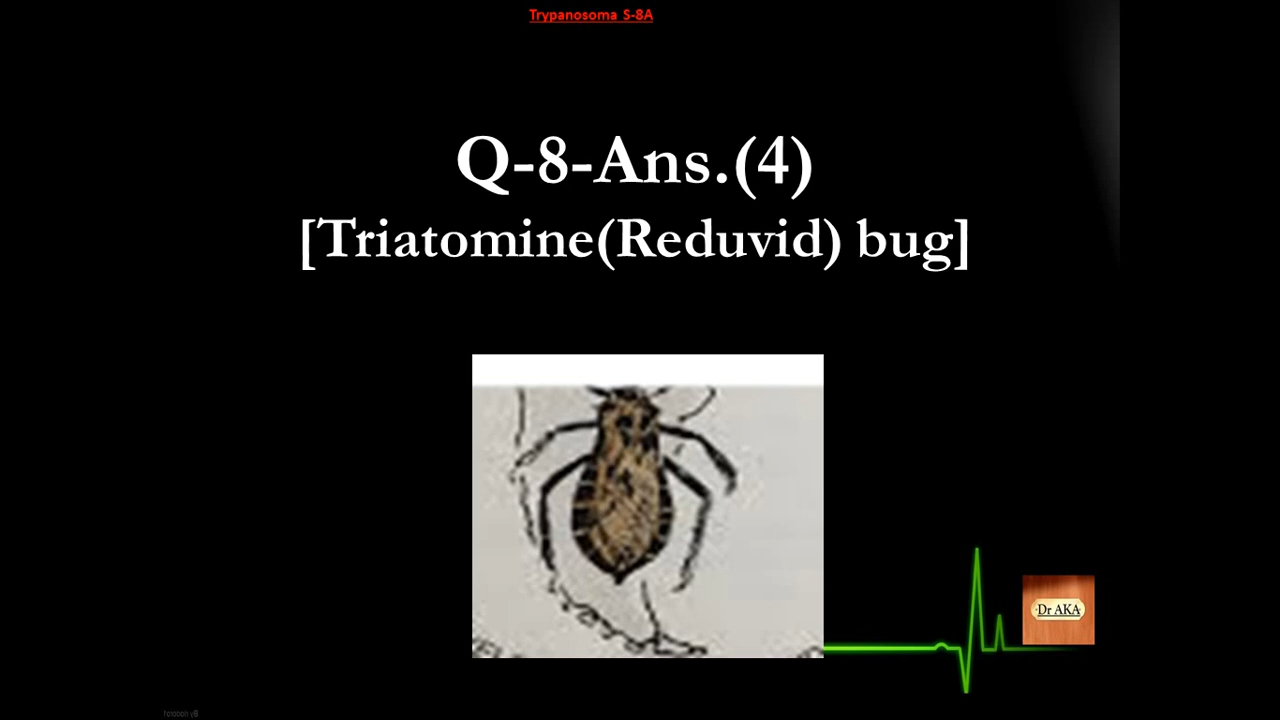 Trypanosoma S-8A
Q-8-Ans.(4)
[Triatomine(Reduvid) bug]
Dr AKA